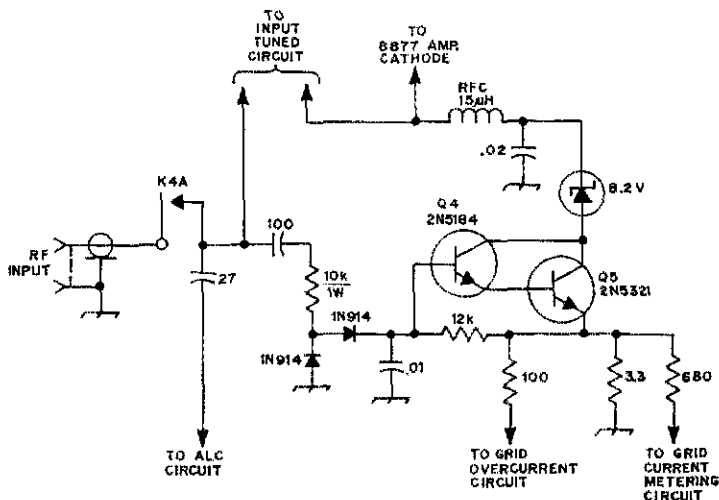 TO
INPUT
TUNED
CIRCUIT
TO
8877 AMP.
CATHODE
RFC
15µH
.02
8.2V
K4A
Q4
2N5184
100
RF
INPUT
27
10k
1W
Q5
2N5321
1N914
12k
1N914
.01
100
3.3
680
TO ALC
CIRCUIT
TO GRID
OVERCURRENT
CIRCUIT
TO GRID
CURRENT
METERING
CIRCUIT